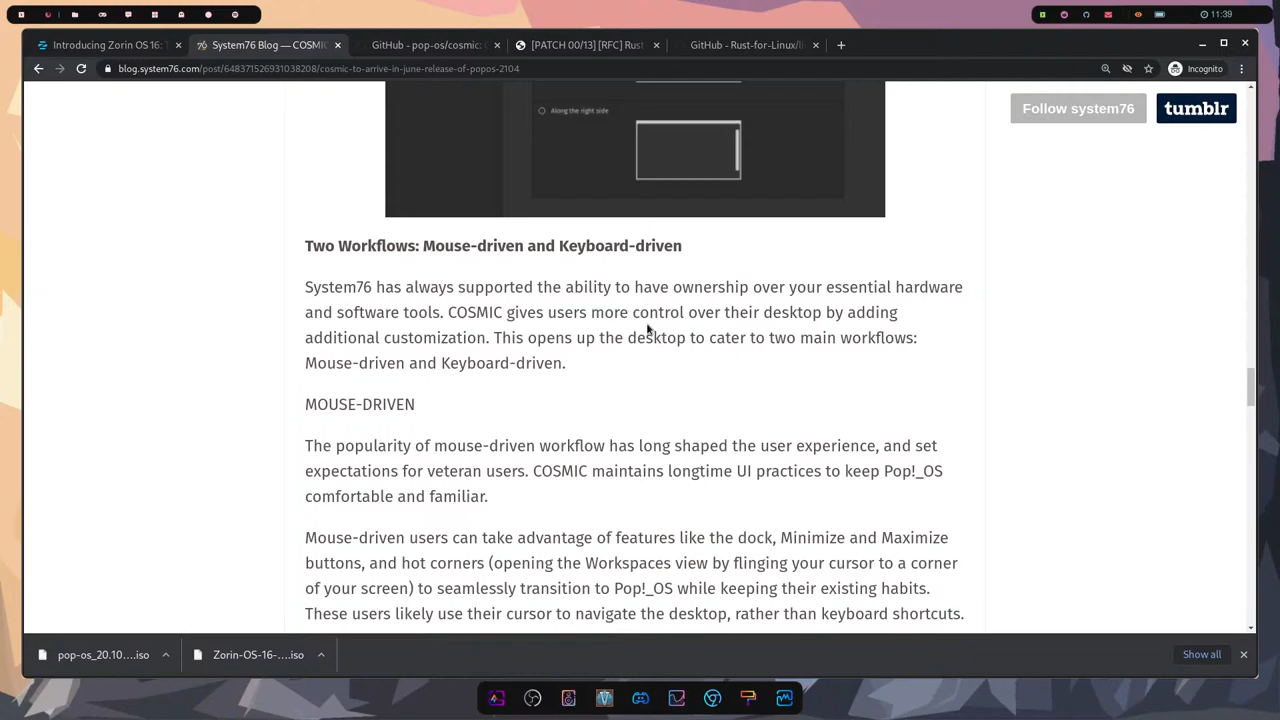 11:39
Introducing Zorin OS 16: T
System76 Blog — COSMIC
GitHub - pop-os/cosmic: C
[PATCH 00/13] [RFC] Rust
GitHub - Rust-for-Linux/li
blog.system76.com/post/648371526931038208/cosmic-to-arrive-in-june-release-of-popos-2104
Incognito
Follow system76
tumblr
Along the right side
Two Workflows: Mouse-driven and Keyboard-driven
System76 has always supported the ability to have ownership over your essential hardware
and software tools. COSMIC gives users more control over their desktop by adding
additional customization. This opens up the desktop to cater to two main workflows:
Mouse-driven and Keyboard-driven.
MOUSE-DRIVEN
The popularity of mouse-driven workflow has long shaped the user experience, and set
expectations for veteran users. COSMIC maintains longtime UI practices to keep Pop!_OS
comfortable and familiar.
Mouse-driven users can take advantage of features like the dock, Minimize and Maximize
buttons, and hot corners (opening the Workspaces view by flinging your cursor to a corner
of your screen) to seamlessly transition to Pop!_OS while keeping their existing habits.
These users likely use their cursor to navigate the desktop, rather than keyboard shortcuts.
pop-os_20.10....iso
Zorin-OS-16-....iso
Show all